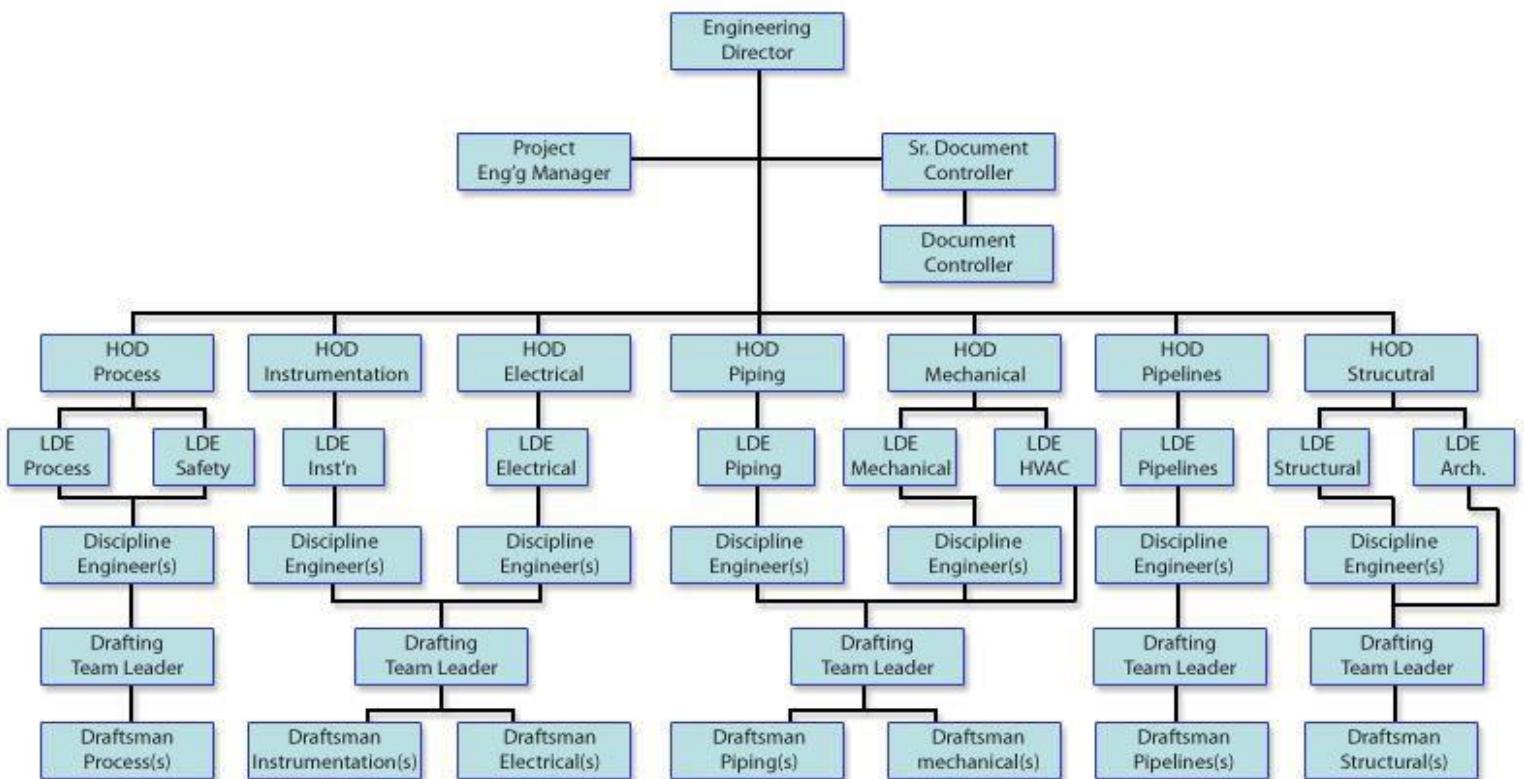 Engineering
Director
Project
Eng'g Manager
Sr. Document
Controller
Document
Controller
HOD
Process
HOD
Instrumentation
HOD
Electrical
HOD
Piping
HOD
Mechanical
HOD
Pipelines
HOD
Strucutral
LDE
Process
LDE
Safety
LDE
Inst'n
LDE
Electrical
LDE
Piping
LDE
Mechanical
LDE
HVAC
LDE
Pipelines
LDE
Structural
LDE
Arch.
Discipline
Engineer(s)
Discipline
Engineer(s)
Discipline
Engineer(s)
Discipline
Engineer(s)
Discipline
Engineer(s)
Discipline
Engineer(s)
Discipline
Engineer(s)
Drafting
Team Leader
Drafting
Team Leader
Drafting
Team Leader
Drafting
Team Leader
Drafting
Team Leader
Draftsman
Process(s)
Draftsman
Instrumentation(s)
Draftsman
Electrical(s)
Draftsman
Piping(s)
Draftsman
mechanical(s)
Draftsman
Pipelines(s)
Draftsman
Structural(s)